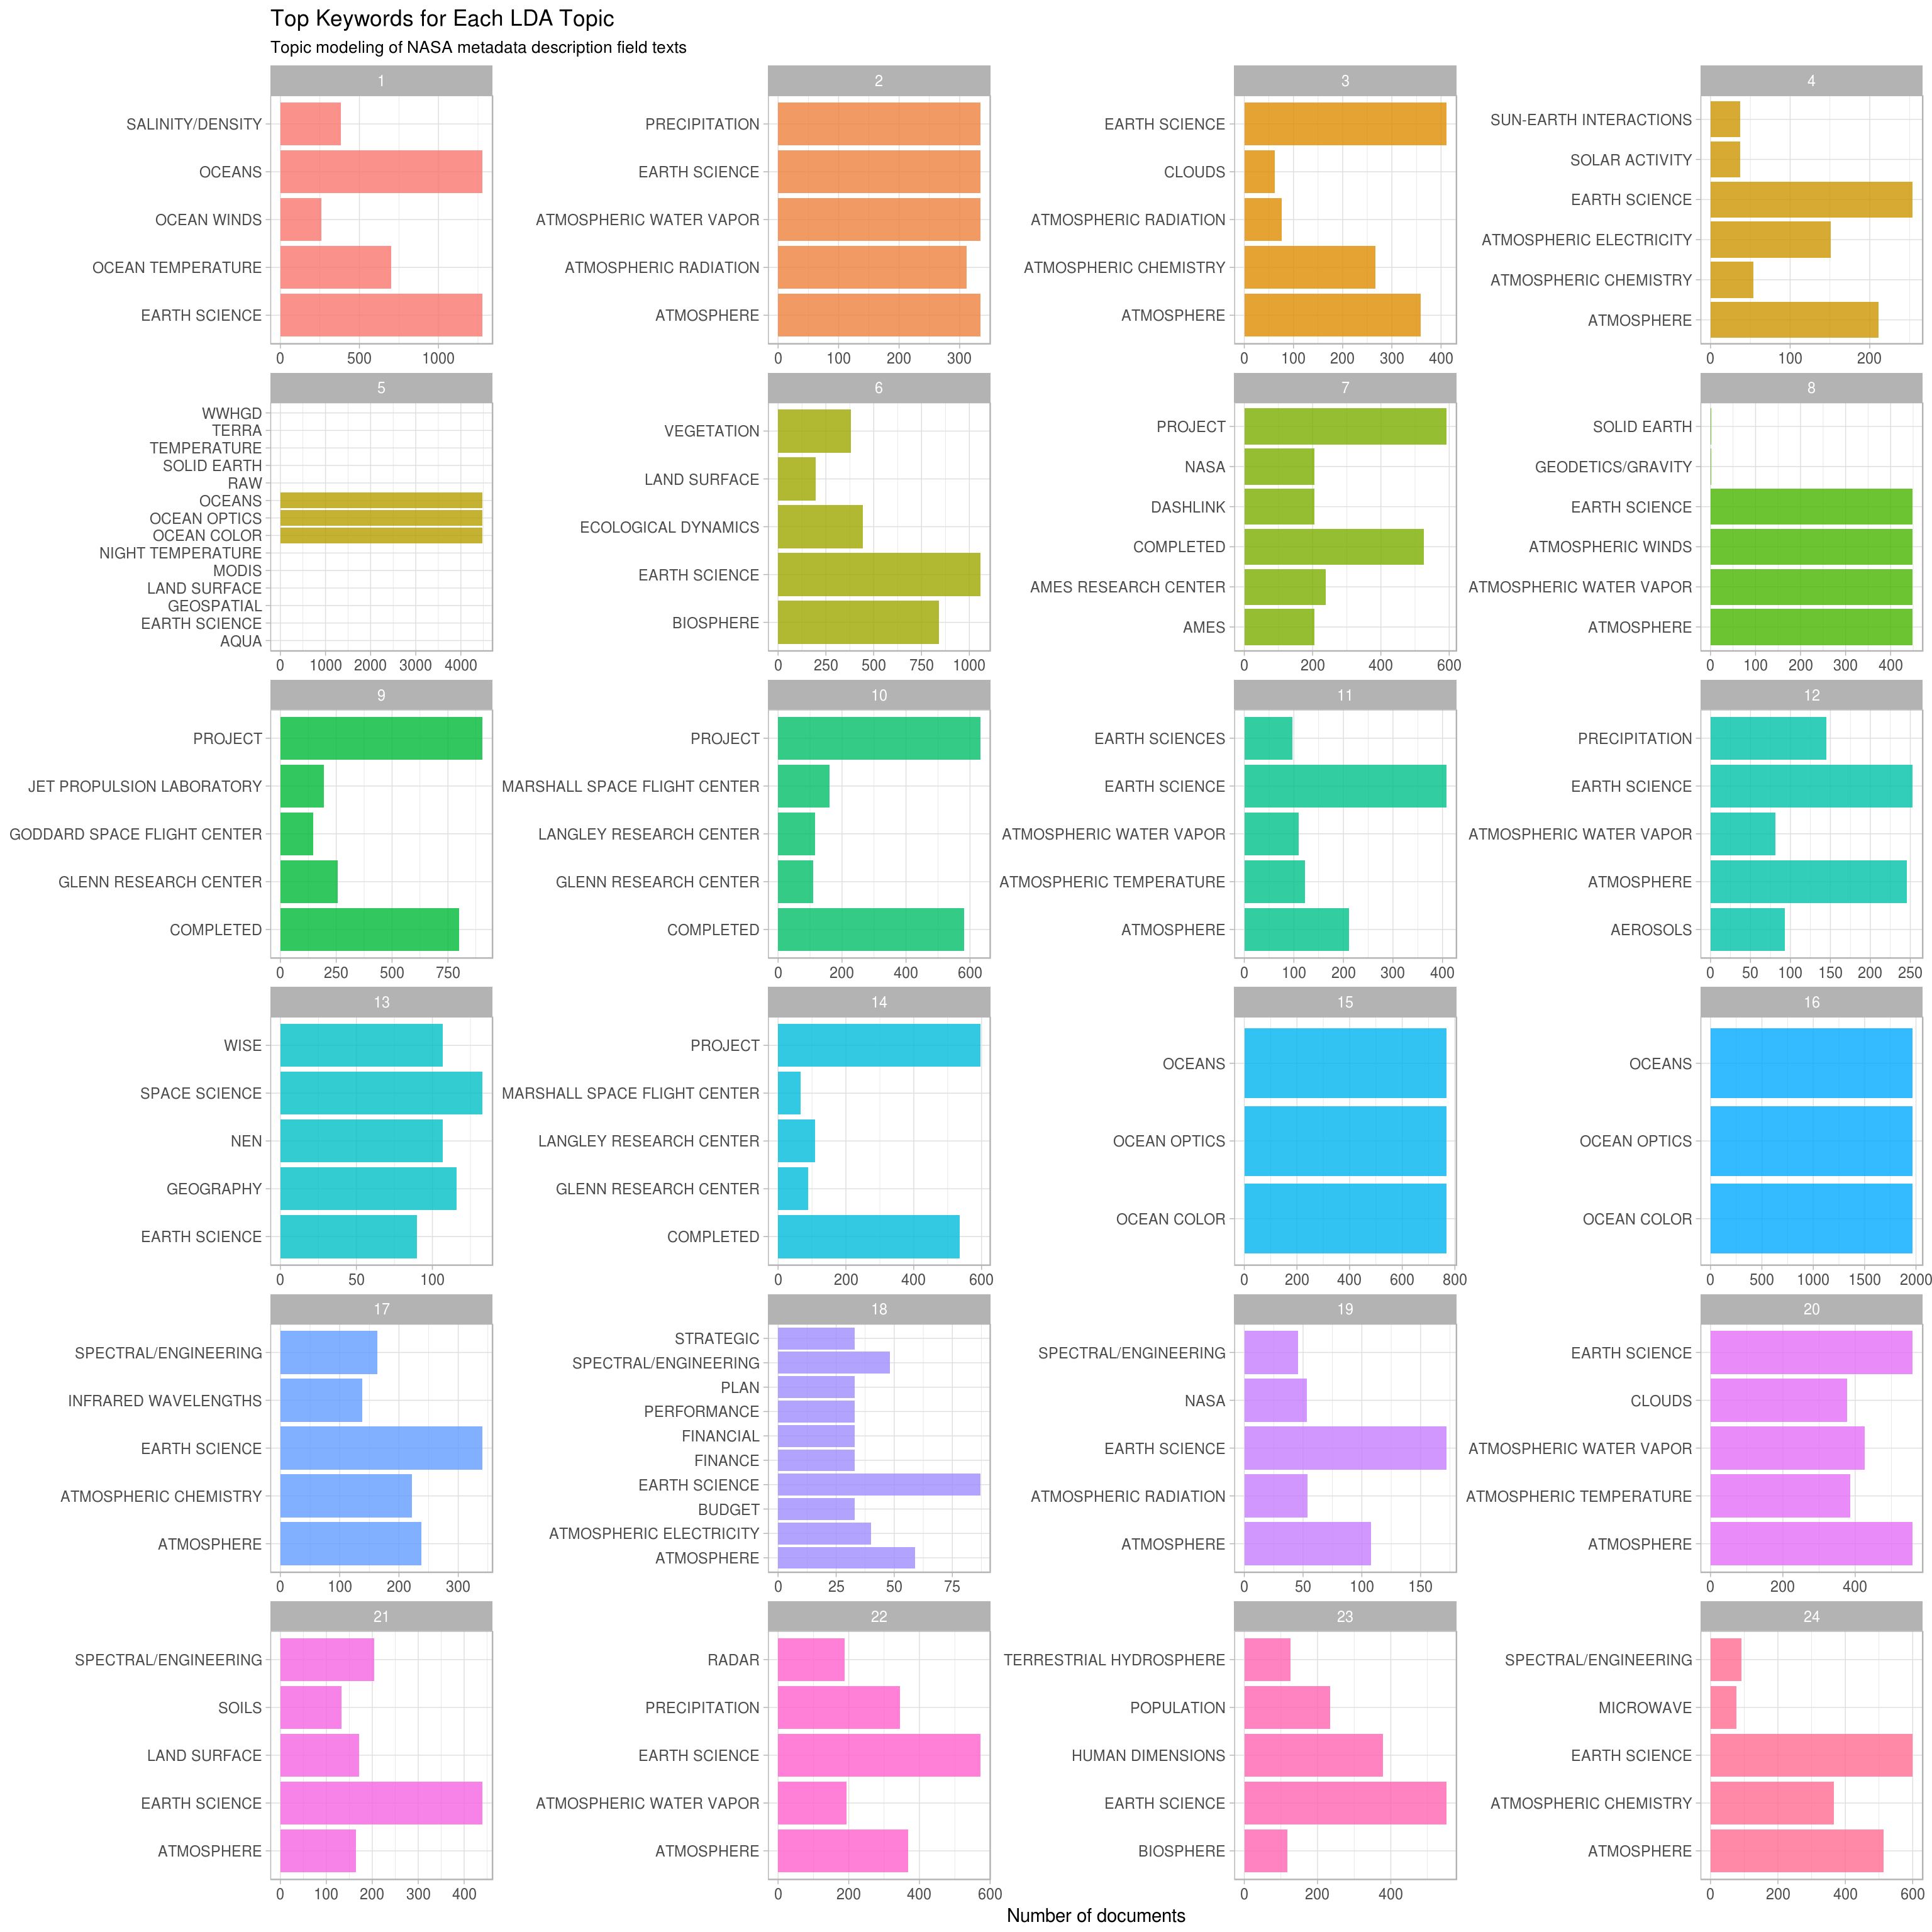 Top Keywords for Each LDA Topic
Topic modeling of NASA metadata description field texts
1
SALINITY/DENSITY
OCEANS
OCEAN WINDS
OCEAN TEMPERATURE
EARTH SCIENCE
0 500 1000
2
PRECIPITATION
EARTH SCIENCE
ATMOSPHERIC WATER VAPOR
ATMOSPHERIC RADIATION
ATMOSPHERE
0 100 200 300
3
EARTH SCIENCE
CLOUDS
ATMOSPHERIC RADIATION
ATMOSPHERIC CHEMISTRY
ATMOSPHERE
0 100 200 300 400
4
SUN-EARTH INTERACTIONS
SOLAR ACTIVITY
EARTH SCIENCE
ATMOSPHERIC ELECTRICITY
ATMOSPHERIC CHEMISTRY
ATMOSPHERE
0 100 200
5
WWHGD
TERRA
TEMPERATURE
SOLID EARTH
RAW
OCEANS
OCEAN OPTICS
OCEAN COLOR
NIGHT TEMPERATURE
MODIS
LAND SURFACE
GEOSPATIAL
EARTH SCIENCE
AQUA
0 1000 2000 3000 4000
6
VEGETATION
LAND SURFACE
ECOLOGICAL DYNAMICS
EARTH SCIENCE
BIOSPHERE
0 250 500 750 1000
7
PROJECT
NASA
DASHLINK
COMPLETED
AMES RESEARCH CENTER
AMES
0 200 400 600
8
SOLID EARTH
GEODETICS/GRAVITY
EARTH SCIENCE
ATMOSPHERIC WINDS
ATMOSPHERIC WATER VAPOR
ATMOSPHERE
0 100 200 300 400
9
PROJECT
JET PROPULSION LABORATORY
GODDARD SPACE FLIGHT CENTER
GLENN RESEARCH CENTER
COMPLETED
0 250 500 750
10
PROJECT
MARSHALL SPACE FLIGHT CENTER
LANGLEY RESEARCH CENTER
GLENN RESEARCH CENTER
COMPLETED
0 200 400 600
11
EARTH SCIENCES
EARTH SCIENCE
ATMOSPHERIC WATER VAPOR
ATMOSPHERIC TEMPERATURE
ATMOSPHERE
0 100 200 300 400
12
PRECIPITATION
EARTH SCIENCE
ATMOSPHERIC WATER VAPOR
ATMOSPHERE
AEROSOLS
0 50 100 150 200 250
13
WISE
SPACE SCIENCE
NEN
GEOGRAPHY
EARTH SCIENCE
0 50 100
14
PROJECT
MARSHALL SPACE FLIGHT CENTER
LANGLEY RESEARCH CENTER
GLENN RESEARCH CENTER
COMPLETED
0 200 400 600
15
OCEANS
OCEAN OPTICS
OCEAN COLOR
0 200 400 600 800
16
OCEANS
OCEAN OPTICS
OCEAN COLOR
0 500 1000 1500 2000
17
SPECTRAL/ENGINEERING
INFRARED WAVELENGTHS
EARTH SCIENCE
ATMOSPHERIC CHEMISTRY
ATMOSPHERE
0 100 200 300
18
STRATEGIC
SPECTRAL/ENGINEERING
PLAN
PERFORMANCE
FINANCIAL
FINANCE
EARTH SCIENCE
BUDGET
ATMOSPHERIC ELECTRICITY
ATMOSPHERE
0 25 50 75
19
SPECTRAL/ENGINEERING
NASA
EARTH SCIENCE
ATMOSPHERIC RADIATION
ATMOSPHERE
0 50 100 150
20
EARTH SCIENCE
CLOUDS
ATMOSPHERIC WATER VAPOR
ATMOSPHERIC TEMPERATURE
ATMOSPHERE
0 200 400
21
SPECTRAL/ENGINEERING
SOILS
LAND SURFACE
EARTH SCIENCE
ATMOSPHERE
0 100 200 300 400
22
RADAR
PRECIPITATION
EARTH SCIENCE
ATMOSPHERIC WATER VAPOR
ATMOSPHERE
0 200 400 600
23
TERRESTRIAL HYDROSPHERE
POPULATION
HUMAN DIMENSIONS
EARTH SCIENCE
BIOSPHERE
0 200 400
24
SPECTRAL/ENGINEERING
MICROWAVE
EARTH SCIENCE
ATMOSPHERIC CHEMISTRY
ATMOSPHERE
0 200 400 600
Number of documents